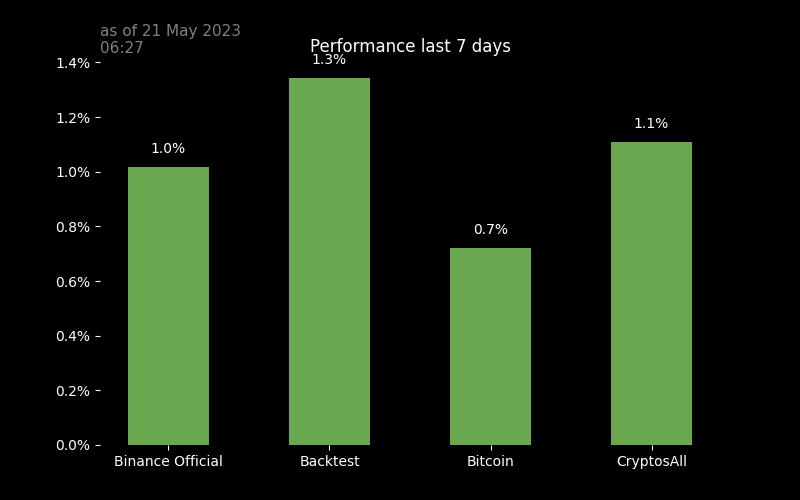 as of 21 May 2023
06:27
Performance last 7 days
1.4%
1.2%
1.0%
0.8%
0.6%
0.4%
0.2%
0.0%
1.0%
1.3%
0.7%
1.1%
Binance Official
Backtest
Bitcoin
CryptosAll